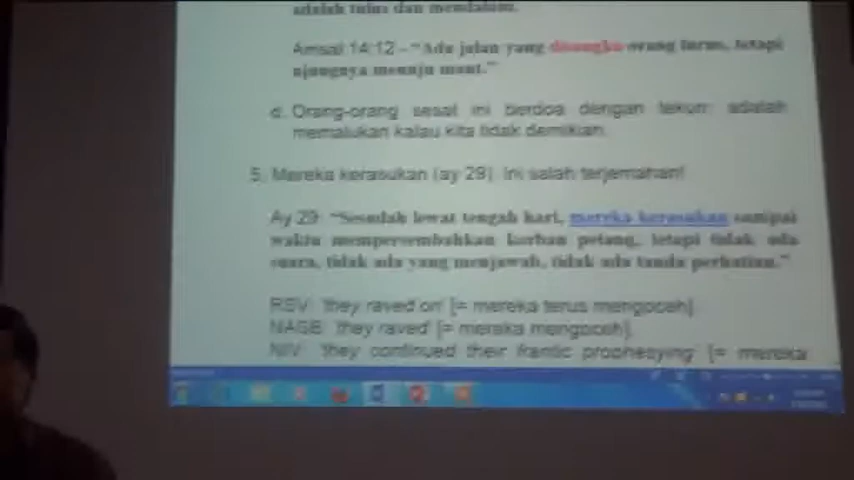 adalah tulus dan mendalam.
Amsal 14:12 - “Ada jalan yang disangka orang lurus, tetapi
ujungnya menuju maut.”
d. Orang-orang sesat ini berdoa dengan tekun: adalah
memalukan kalau kita tidak demikian.
5. Mereka kerasukan (ay 29). Ini salah terjemahan!
Ay 29: “Sesudah lewat tengah hari, mereka kerasukan sampai
waktu mempersembahkan korban petang, tetapi tidak ada
suara, tidak ada yang menjawab, tidak ada tanda perhatian.”
RSV: ‘they raved on’ [= mereka terus mengoceh].
NASB: ‘they raved’ [= mereka mengoceh].
NIV: ‘they continued their frantic prophesying’ [= mereka